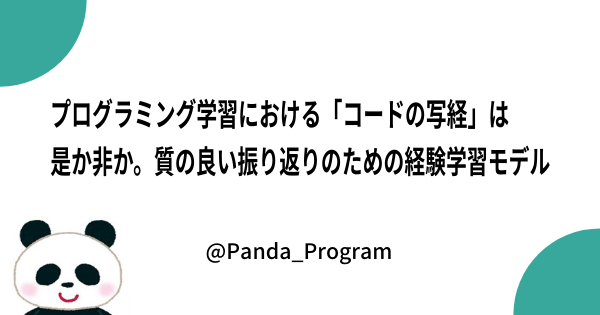 プログラミング学習における「コードの写経」は
是か非か。質の良い振り返りのための経験学習モデル
@Panda_Program